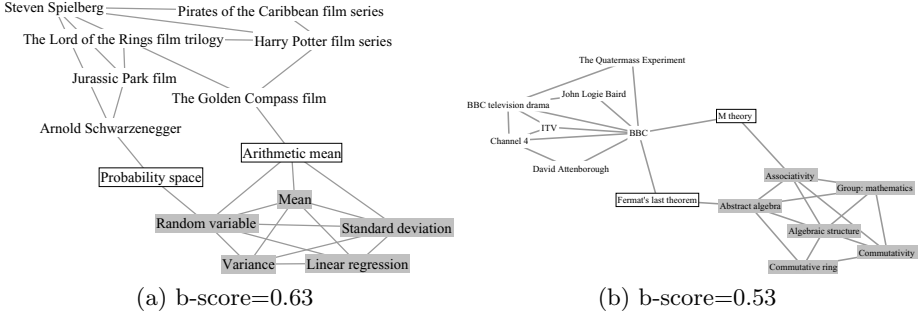 Steven Spielberg
Pirates of the Caribbean film series
The Lord of the Rings film trilogy
Harry Potter film series
Jurassic Park film
The Golden Compass film
Arnold Schwarzenegger
Arithmetic mean
Probability space
Mean
Random variable
Standard deviation
Variance
Linear regression
(a) b-score=0.63
The Quatermass Experiment
John Logie Baird
BBC television drama
M theory
ITV
BBC
Channel 4
David Attenborough
Associativity
Group: mathematics
Fermat's last theorem
Abstract algebra
Algebraic structure
Commutativity
Commutative ring
(b) b-score=0.53